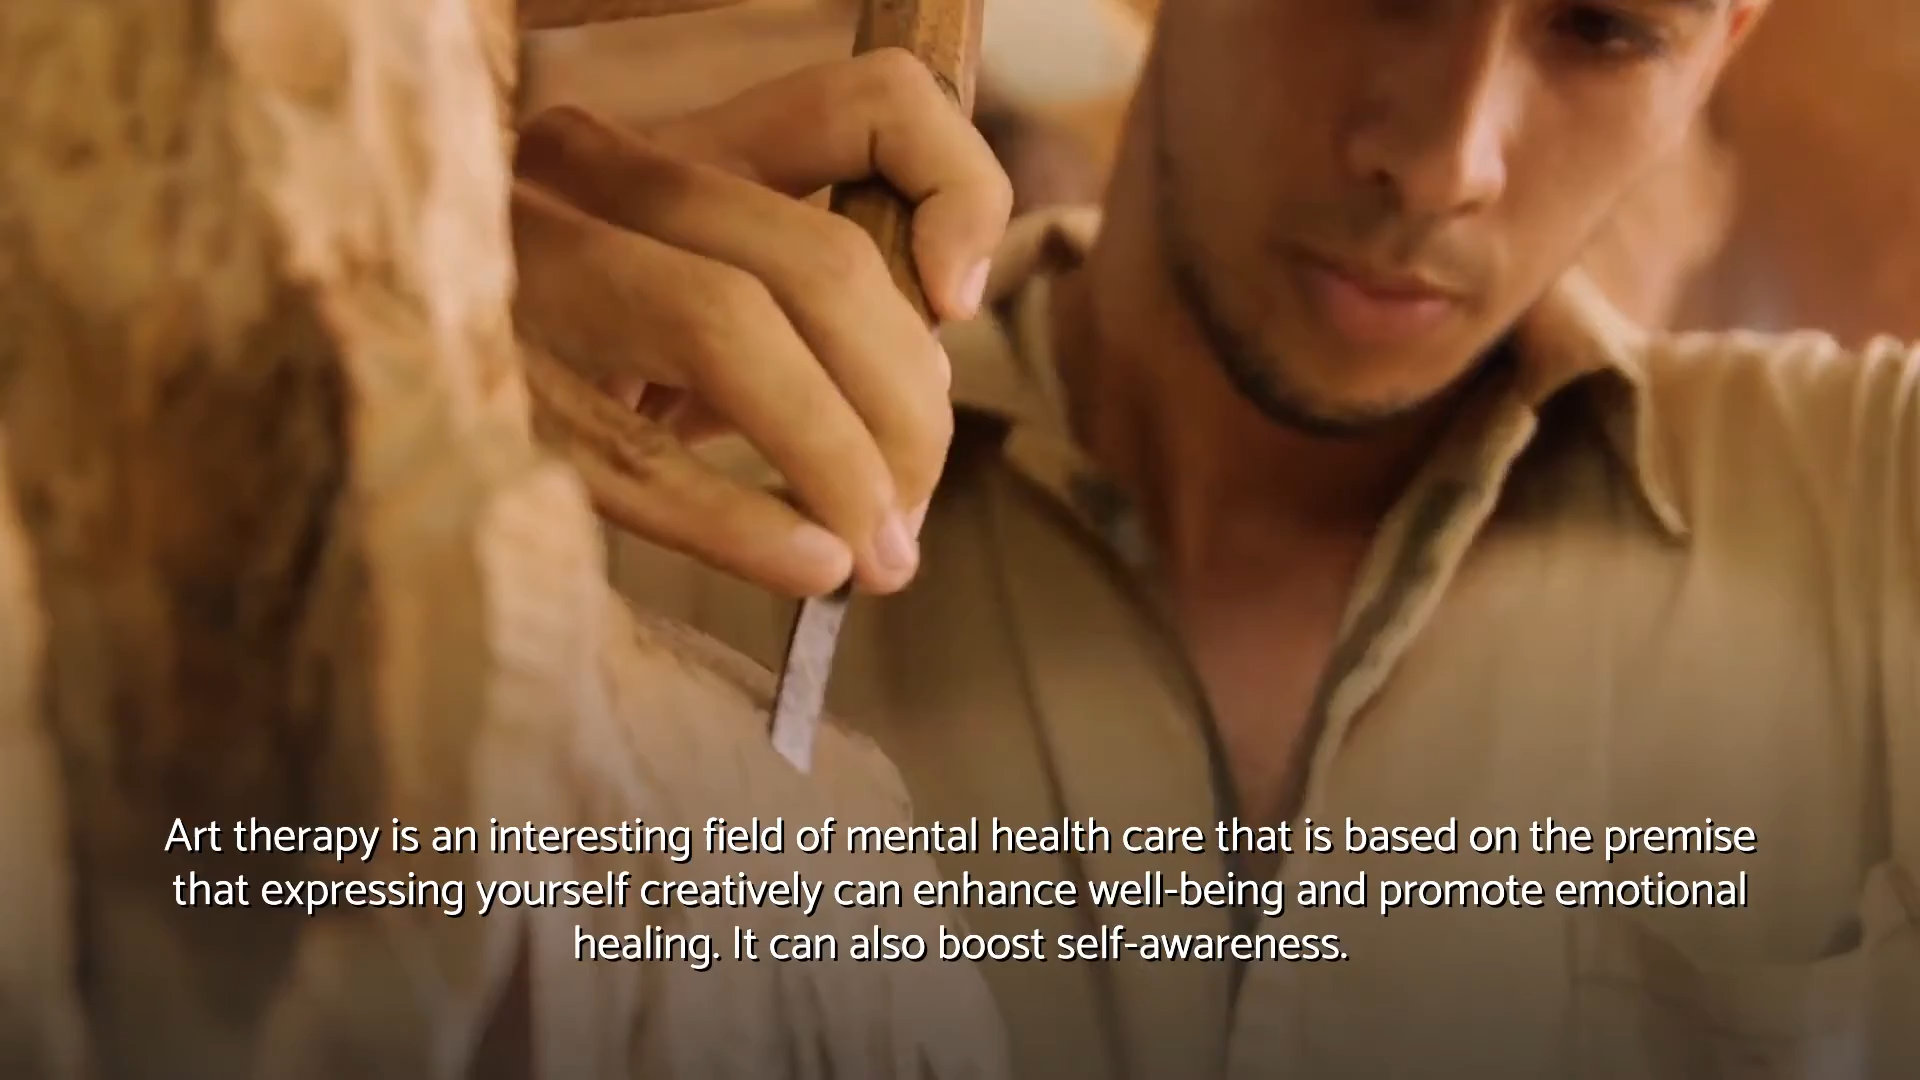 Art therapy is an interesting field of mental health care that is based on the premise
that expressing yourself creatively can enhance well-being and promote emotional
healing. It can also boost self-awareness.